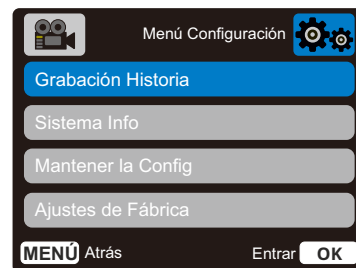 Menú Configuración
Grabación Historia
Sistema Info
Mantener la Config
Ajustes de Fábrica
MENÚ Atrás Entrar OK